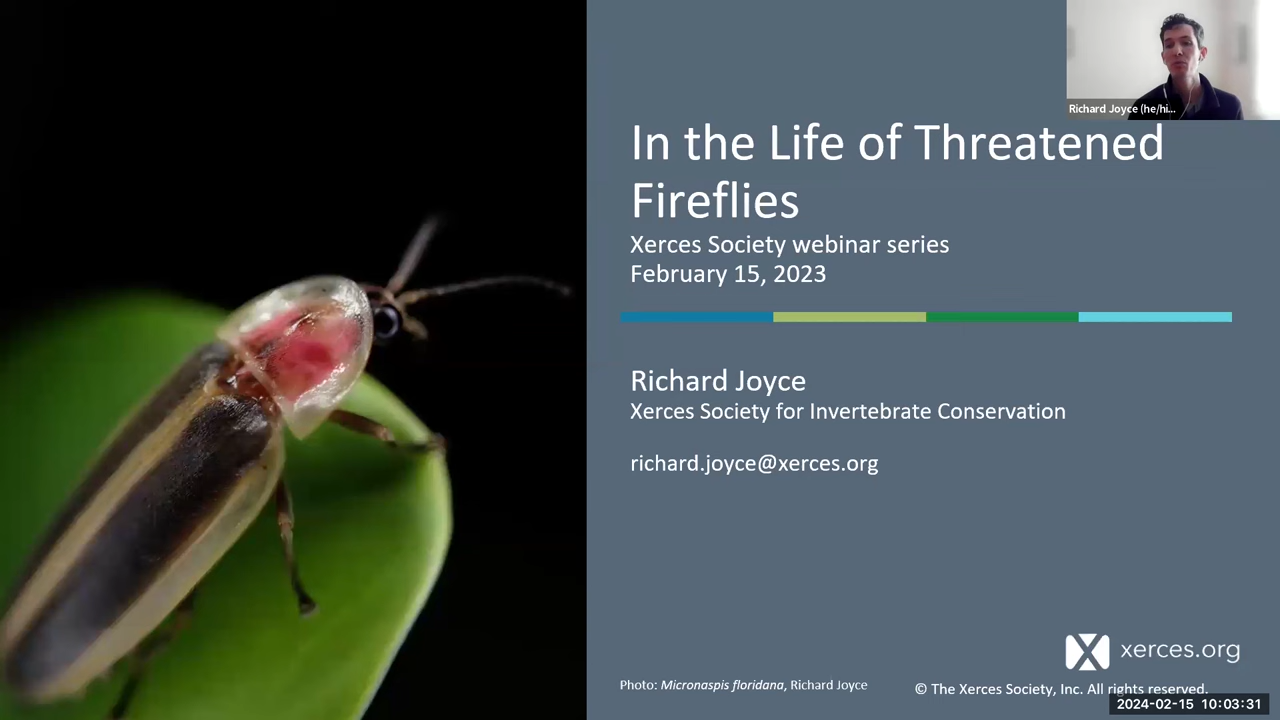 Richard Joyce (he/hi...
In the Life of Threatened
Fireflies
Xerces Society webinar series
February 15, 2023
Richard Joyce
Xerces Society for Invertebrate Conservation
richard.joyce@xerces.org
xerces.org
Photo: Micronaspis floridana, Richard Joyce
© The Xerces Society, Inc. All rights reserved.
2024-02-15 10:03:31